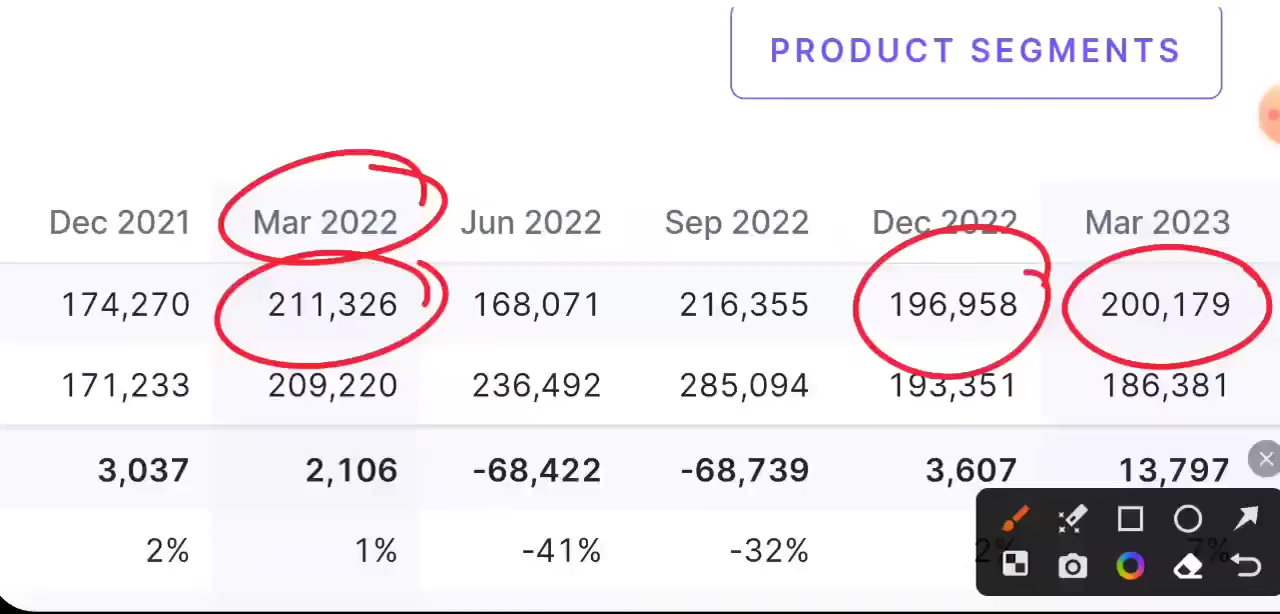 PRODUCT SEGMENTS
Dec 2021 Mar 2022 Jun 2022 Sep 2022 Dec 2022 Mar 2023
174,270 211,326 168,071 216,355 196,958 200,179
171,233 209,220 236,492 285,094 193,351 186,381
3,037 2,106 -68,422 -68,739 3,607 13,797
2% 1% -41% -32% 2% 7%